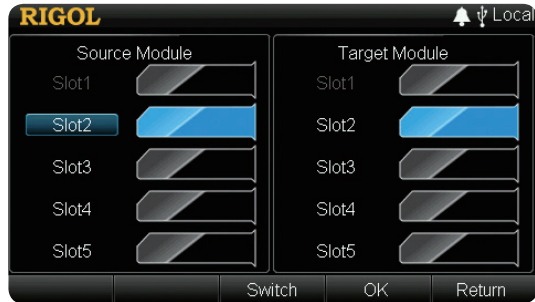 RIGOL Local
Source Module
Slot1
Slot2
Slot3
Slot4
Slot5
Target Module
Slot1
Slot2
Slot3
Slot4
Slot5
Switch OK Return